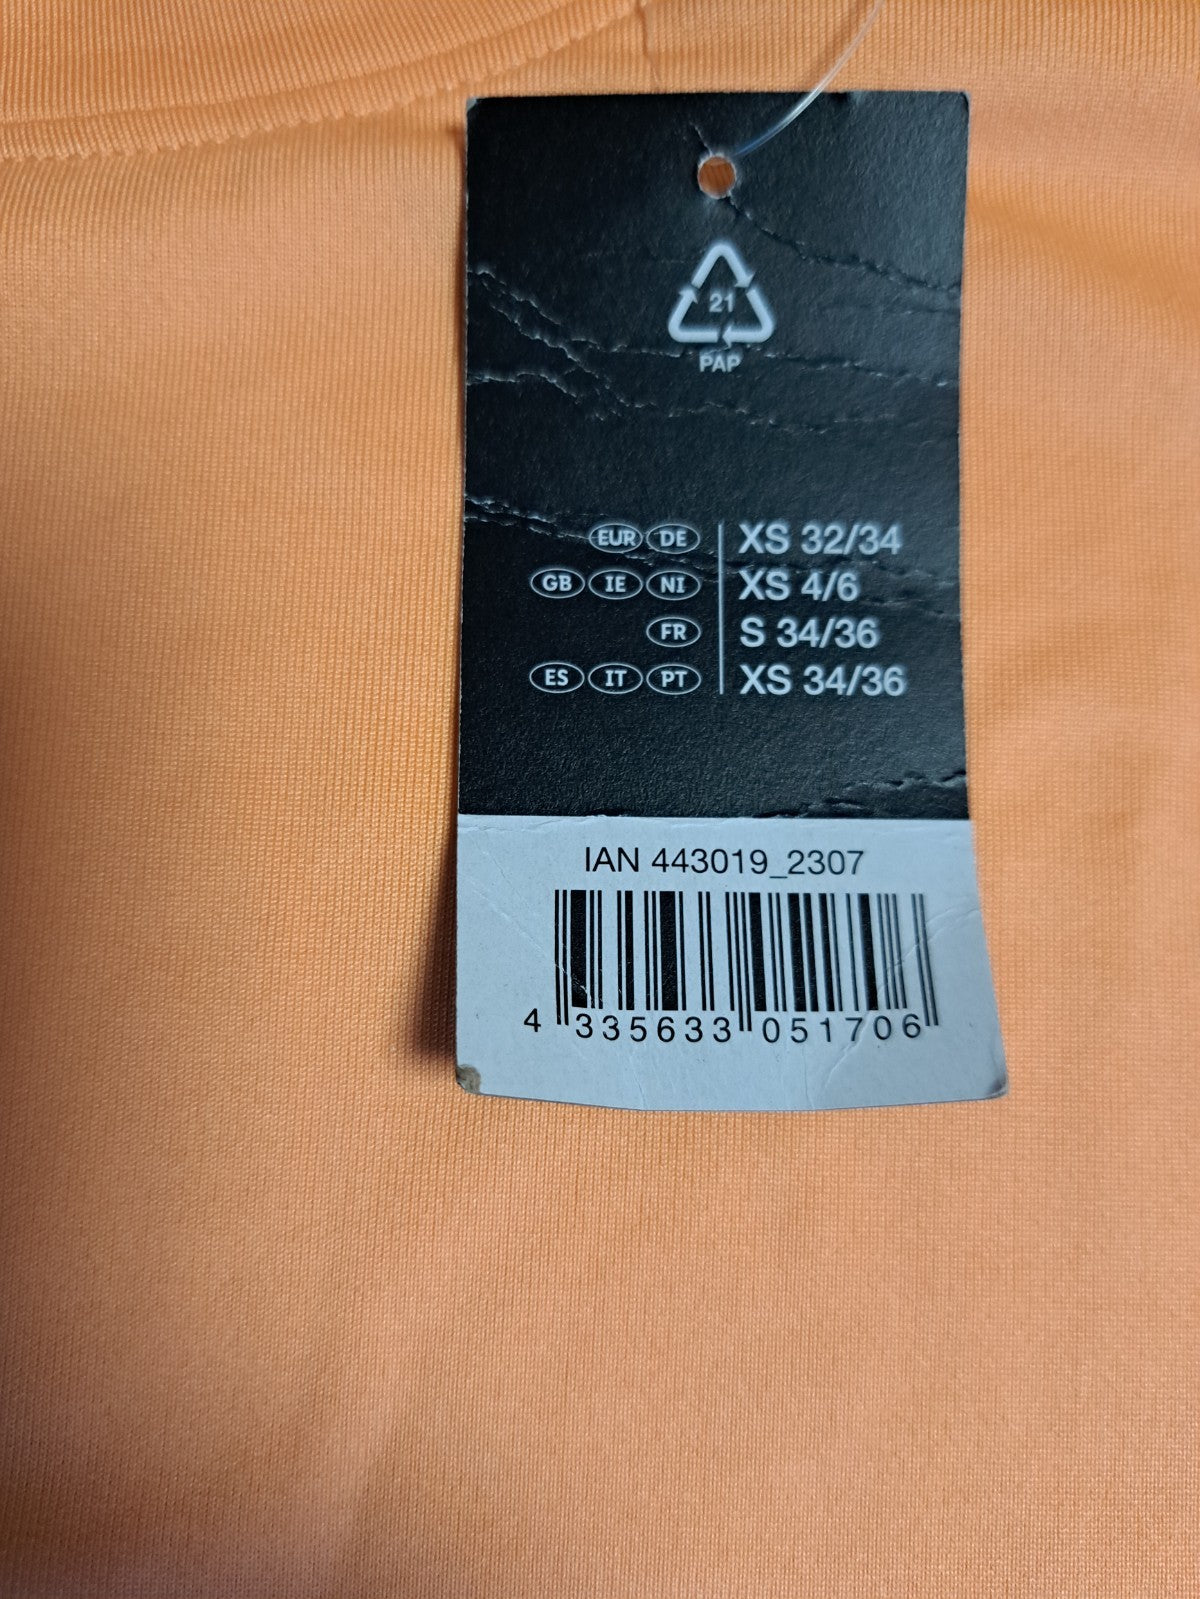 21
PAP
EUR DE XS 32/34
GB IE NI XS 4/6
FR S 34/36
ES IT PT XS 34/36
IAN 443019_2307
4 335633 051706